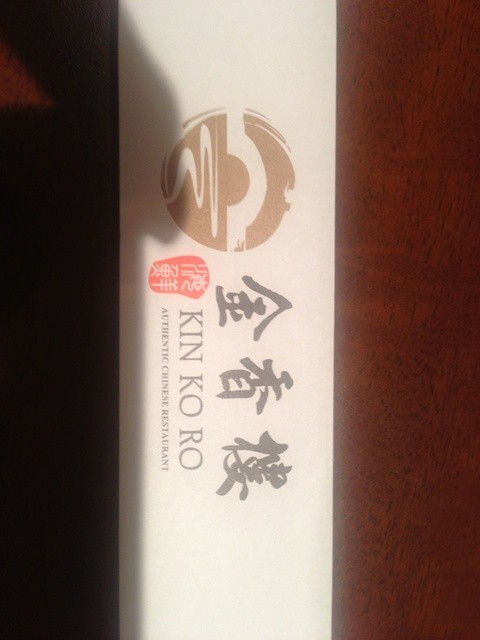 金香樓
KIN KO RO
AUTHENTIC CHINESE RESTAURANT